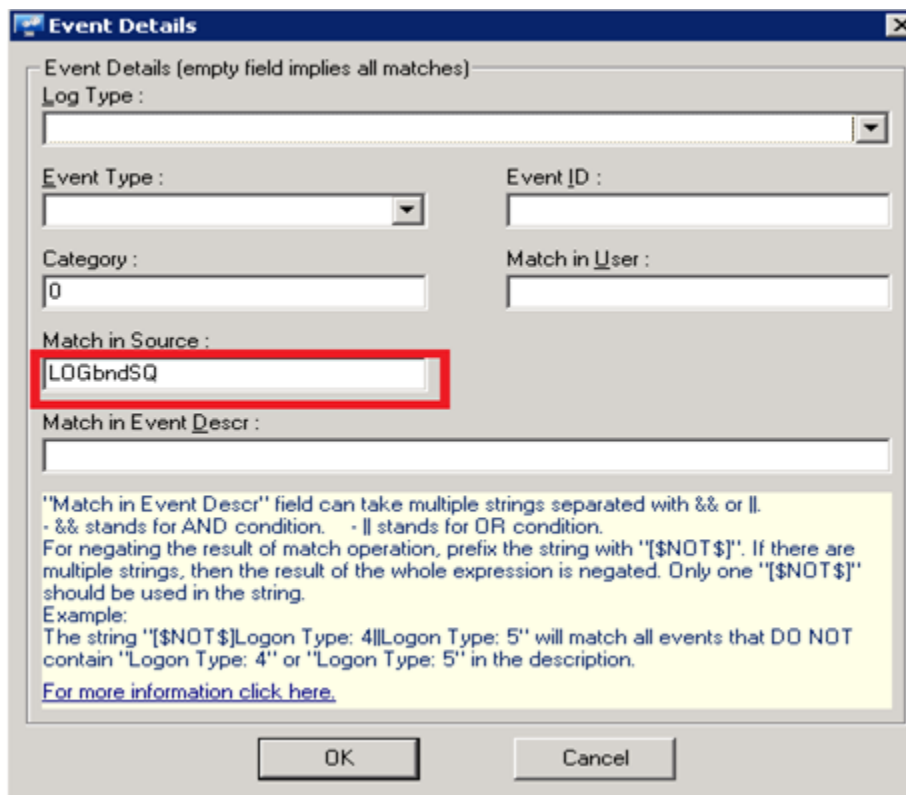 Event Details
Event Details (empty field implies all matches)
Log Type :
Event Type :
Event ID :
Category :
Match in User :
0
Match in Source :
LOGbndSQ
Match in Event Descr :
"Match in Event Descr" field can take multiple strings separated with && or ||.
- && stands for AND condition.    - || stands for OR condition.
For negating the result of match operation, prefix the string with "[$NOT$]". If there are
multiple strings, then the result of the whole expression is negated. Only one "[$NOT$]"
should be used in the string.
Example:
The string "[$NOT$]Logon Type: 4||Logon Type: 5" will match all events that DO NOT
contain "Logon Type: 4" or "Logon Type: 5" in the description.
For more information click here.
OK
Cancel